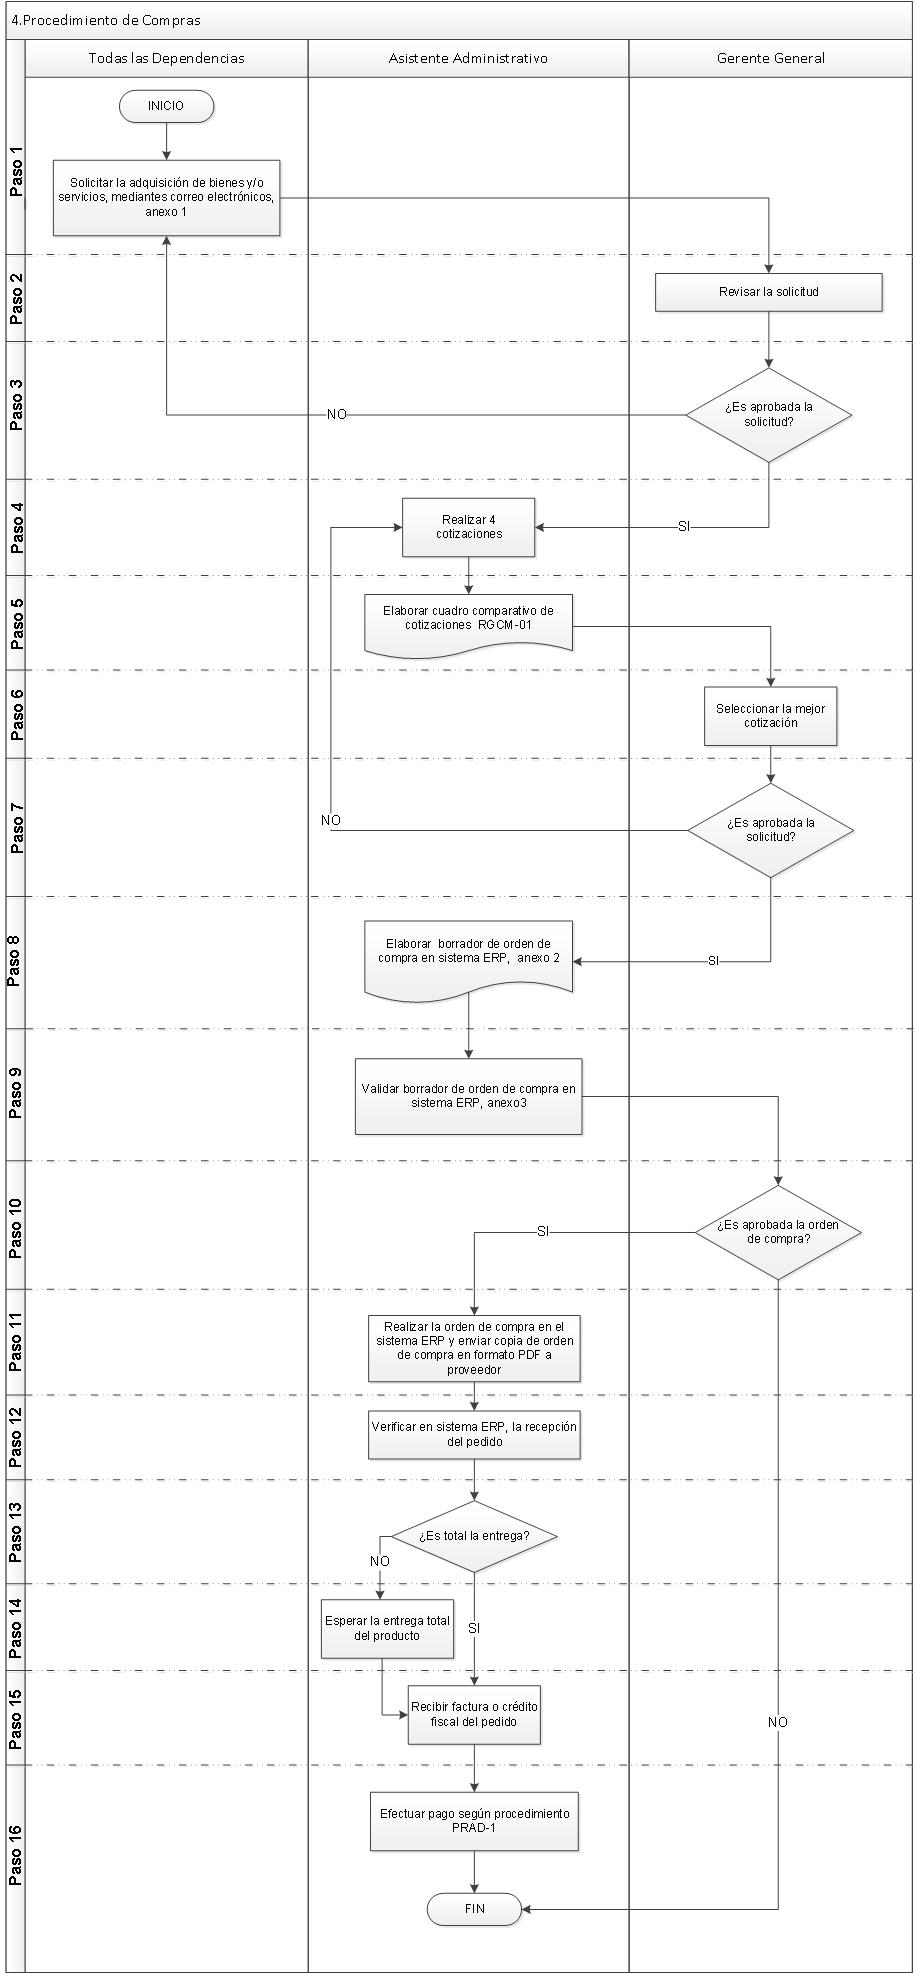 4.Procedimiento de Compras
Todas las Dependencias
Asistente Administrativo
Gerente General
Paso 1
INICIO
Solicitar la adquisición de bienes y/o
servicios, mediantes correo electrónicos,
anexo 1
Paso 2
Revisar la solicitud
Paso 3
¿Es aprobada la
solicitud?
NO
Paso 4
Realizar 4
cotizaciones
SI
Paso 5
Elaborar cuadro comparativo de
cotizaciones RGCM-01
Paso 6
Seleccionar la mejor
cotización
Paso 7
¿Es aprobada la
solicitud?
NO
Paso 8
Elaborar borrador de orden de
compra en sistema ERP, anexo 2
SI
Paso 9
Validar borrador de orden de compra en
sistema ERP, anexo3
Paso 10
¿Es aprobada la orden
de compra?
SI
Paso 11
Realizar la orden de compra en el
sistema ERP y enviar copia de orden
de compra en formato PDF a
proveedor
Paso 12
Verificar en sistema ERP, la recepción
del pedido
Paso 13
¿Es total la entrega?
NO
Paso 14
Esperar la entrega total
del producto
SI
Paso 15
Recibir factura o crédito
fiscal del pedido
NO
Paso 16
Efectuar pago según procedimiento
PRAD-1
FIN